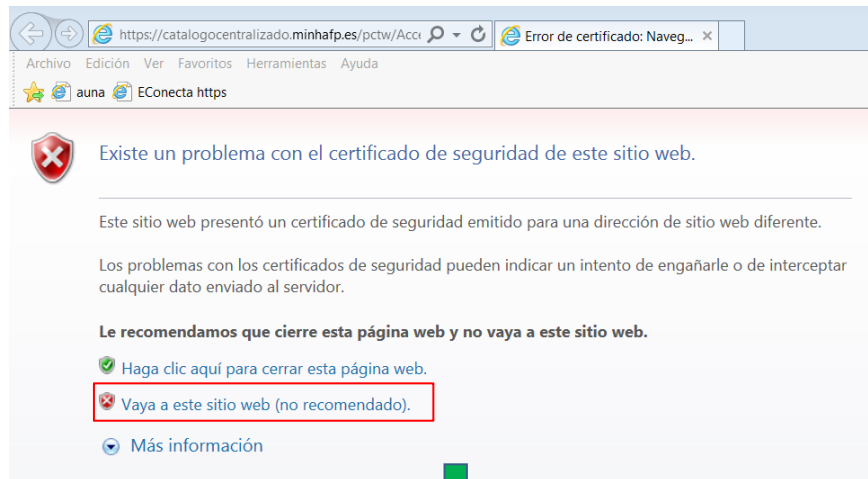 https://catalogocentralizado.minhafp.es/pctw/Acce
Error de certificado: Naveg...
Archivo Edición Ver Favoritos Herramientas Ayuda
auna EConecta https
Existe un problema con el certificado de seguridad de este sitio web.
Este sitio web presentó un certificado de seguridad emitido para una dirección de sitio web diferente.
Los problemas con los certificados de seguridad pueden indicar un intento de engañarle o de interceptar
cualquier dato enviado al servidor.
Le recomendamos que cierre esta página web y no vaya a este sitio web.
Haga clic aquí para cerrar esta página web.
Vaya a este sitio web (no recomendado).
Más información